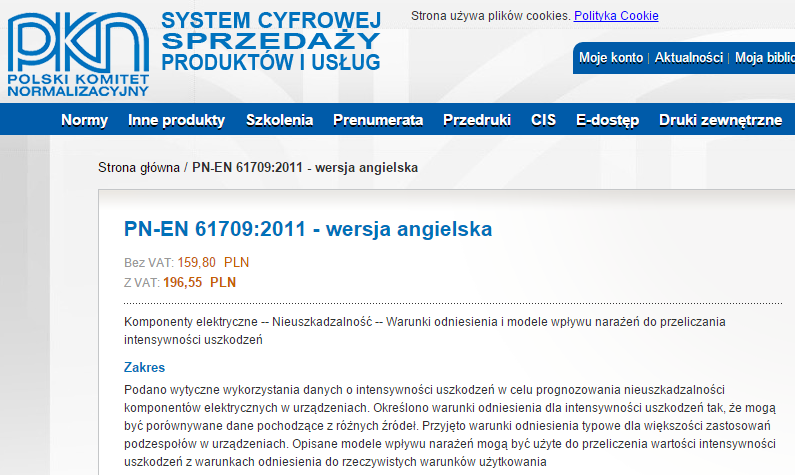 PKN
POLSKI KOMITET
NORMALIZACYJNY
SYSTEM CYFROWEJ
SPRZEDAŻY
PRODUKTÓW I USŁUG
Strona używa plików cookies. Polityka Cookie
Moje konto | Aktualności | Moja biblio
Normy Inne produkty Szkolenia Prenumerata Przedruki CIS E-dostęp Druki zewnętrzne
Strona główna / PN-EN 61709:2011 - wersja angielska
PN-EN 61709:2011 - wersja angielska
Bez VAT: 159,80 PLN
Z VAT: 196,55 PLN
Komponenty elektryczne -- Nieuszkadzalność -- Warunki odniesienia i modele wpływu narażeń do przeliczania
intensywności uszkodzeń
Zakres
Podano wytyczne wykorzystania danych o intensywności uszkodzeń w celu prognozowania nieuszkadzalności
komponentów elektrycznych w urządzeniach. Określono warunki odniesienia dla intensywności uszkodzeń tak, że mogą
być porównywane dane pochodzące z różnych źródeł. Przyjęto warunki odniesienia typowe dla większości zastosowań
podzespołów w urządzeniach. Opisane modele wpływu narażeń mogą być użyte do przeliczenia wartości intensywności
uszkodzeń z warunkach odniesienia do rzeczywistych warunków użytkowania